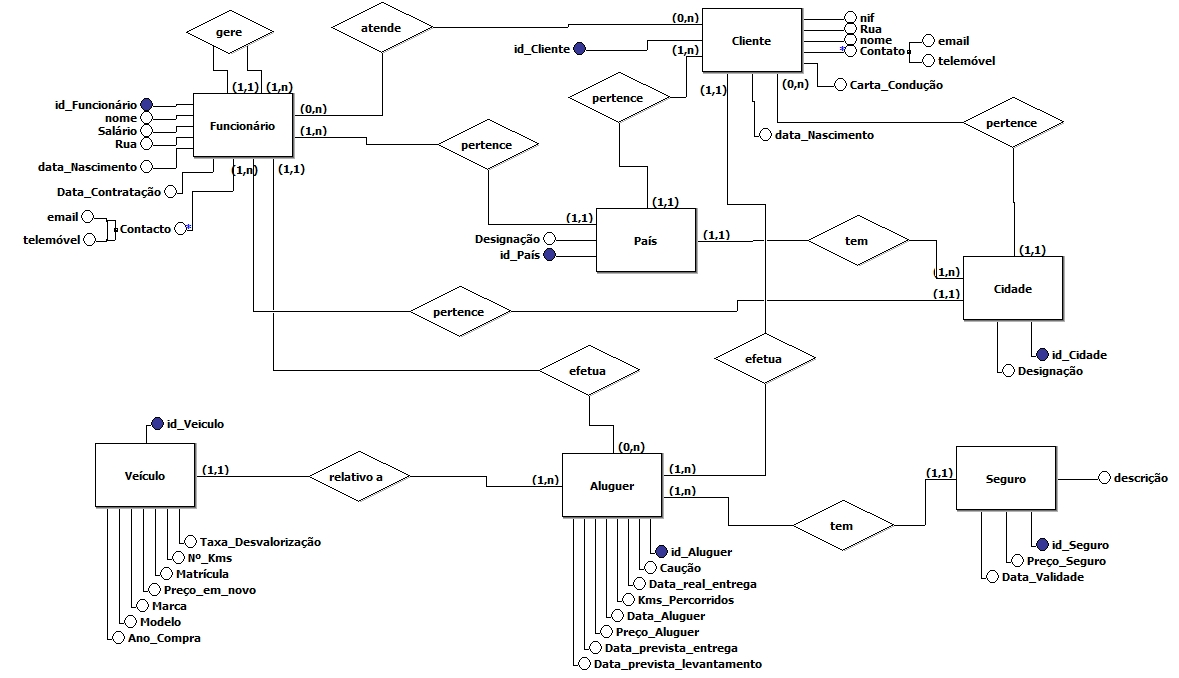 gere
atende
(0,n)
Cliente
nif
Rua
nome
* Contato
email
telemóvel
id_Cliente
(1,n)
Carta_Condução
(1,1)
(0,n)
pertence
data_Nascimento
pertence
(1,1)
(1,n)
id_Funcionário
nome
Salário
Rua
data_Nascimento
Funcionário
(0,n)
(1,n)
pertence
Data_Contratação
(1,n)
(1,1)
email
telemóvel
Contacto
*
(1,1)
(1,1)
Designação
id_País
País
(1,1)
tem
(1,1)
(1,n)
(1,1)
Cidade
pertence
id_Cidade
Designação
efetua
efetua
id_Veiculo
Veículo
(1,1)
relativo a
(1,n)
(0,n)
Aluguer
(1,n)
(1,n)
tem
(1,1)
Seguro
descrição
id_Seguro
Preço_Seguro
Data_Validade
Taxa_Desvalorização
Nº_Kms
Matrícula
Preço_em_novo
Marca
Modelo
Ano_Compra
id_Aluguer
Caução
Data_real_entrega
Kms_Percorridos
Data_Aluguer
Preço_Aluguer
Data_prevista_entrega
Data_prevista_levantamento